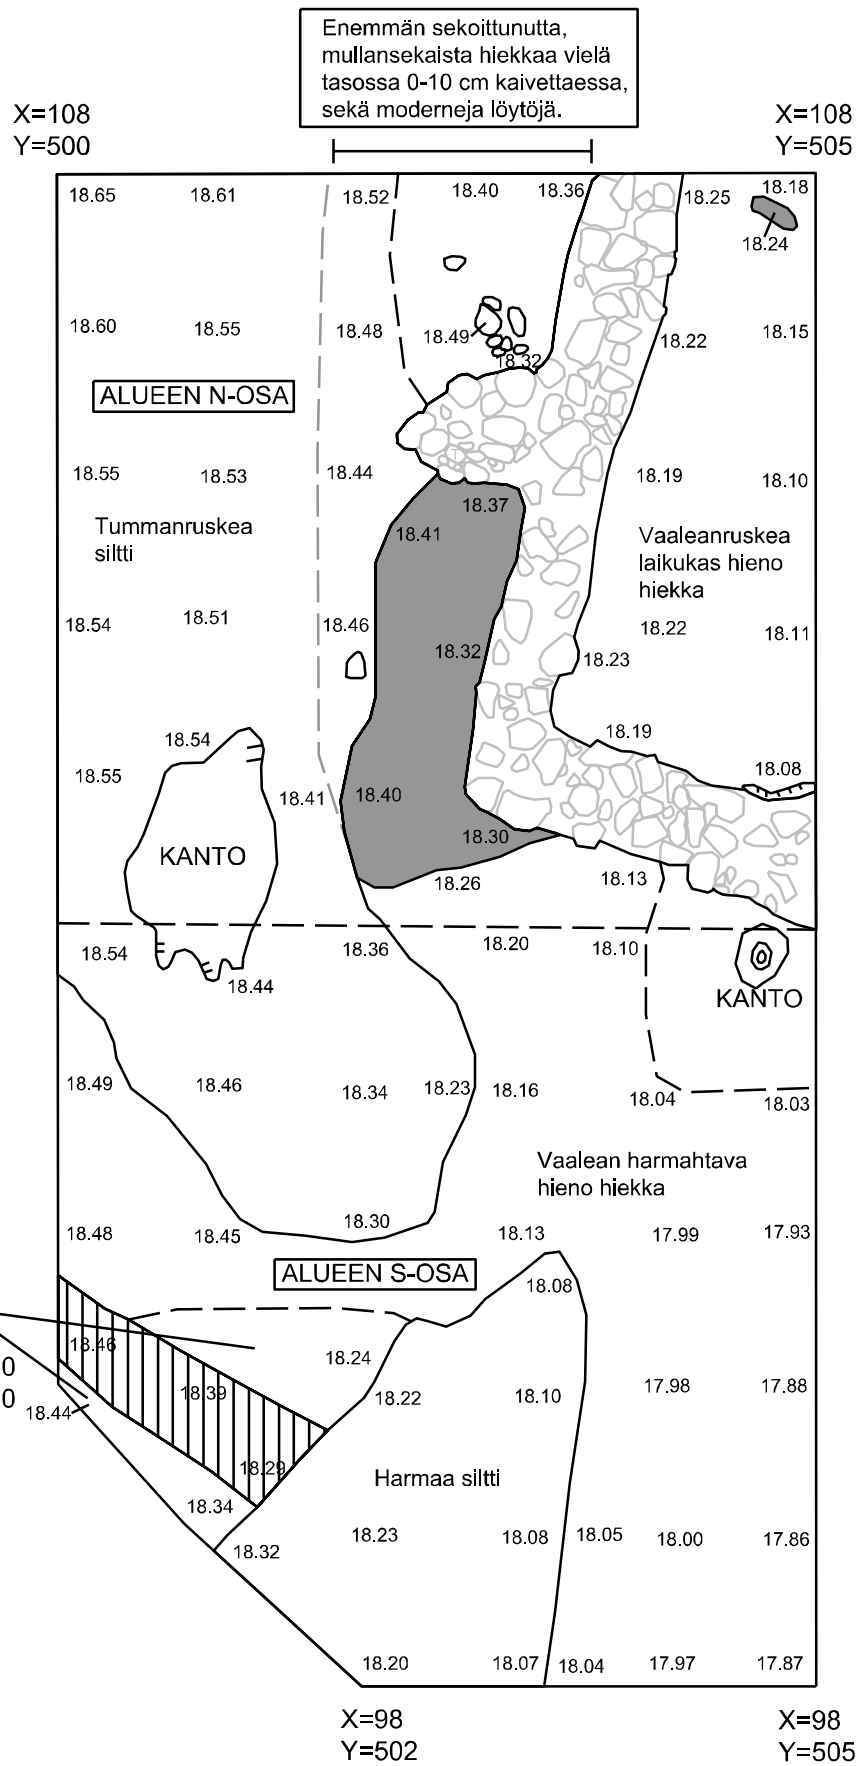 Enemmän sekoittunutta,
mullansekaista hiekkaa vielä
tasossa 0-10 cm kaivettaessa,
sekä moderneja löytöjä.
X=108
Y=500
X=108
Y=505
18.65 18.61 18.52 18.40 18.36 18.25 18.18
18.24
18.60 18.55 18.48 18.49 18.22 18.15
18.32
ALUEEN N-OSA
18.55 18.53 18.44 18.19 18.10
18.37
Tummanruskea
siltti
18.41
Vaaleanruskea
laikukas hieno
hiekka
18.54 18.51 18.46 18.22 18.11
18.32 18.23
18.54 18.19
18.55 18.41 18.40 18.08
18.30
KANTO
18.26 18.13
18.54 18.36 18.20 18.10
18.44
KANTO
18.49 18.46 18.34 18.23 18.16 18.04 18.03
Vaalean harmahtava
hieno hiekka
18.48 18.45 18.30 18.13 17.99 17.93
ALUEEN S-OSA
18.08
18.46 18.24
0
18.39 18.22 18.10 17.98 17.88
0
18.44
18.29
Harmaa siltti
18.34
18.32 18.23 18.08 18.05 18.00 17.86
18.20 18.07 18.04 17.97 17.87
X=98
Y=502
X=98
Y=505